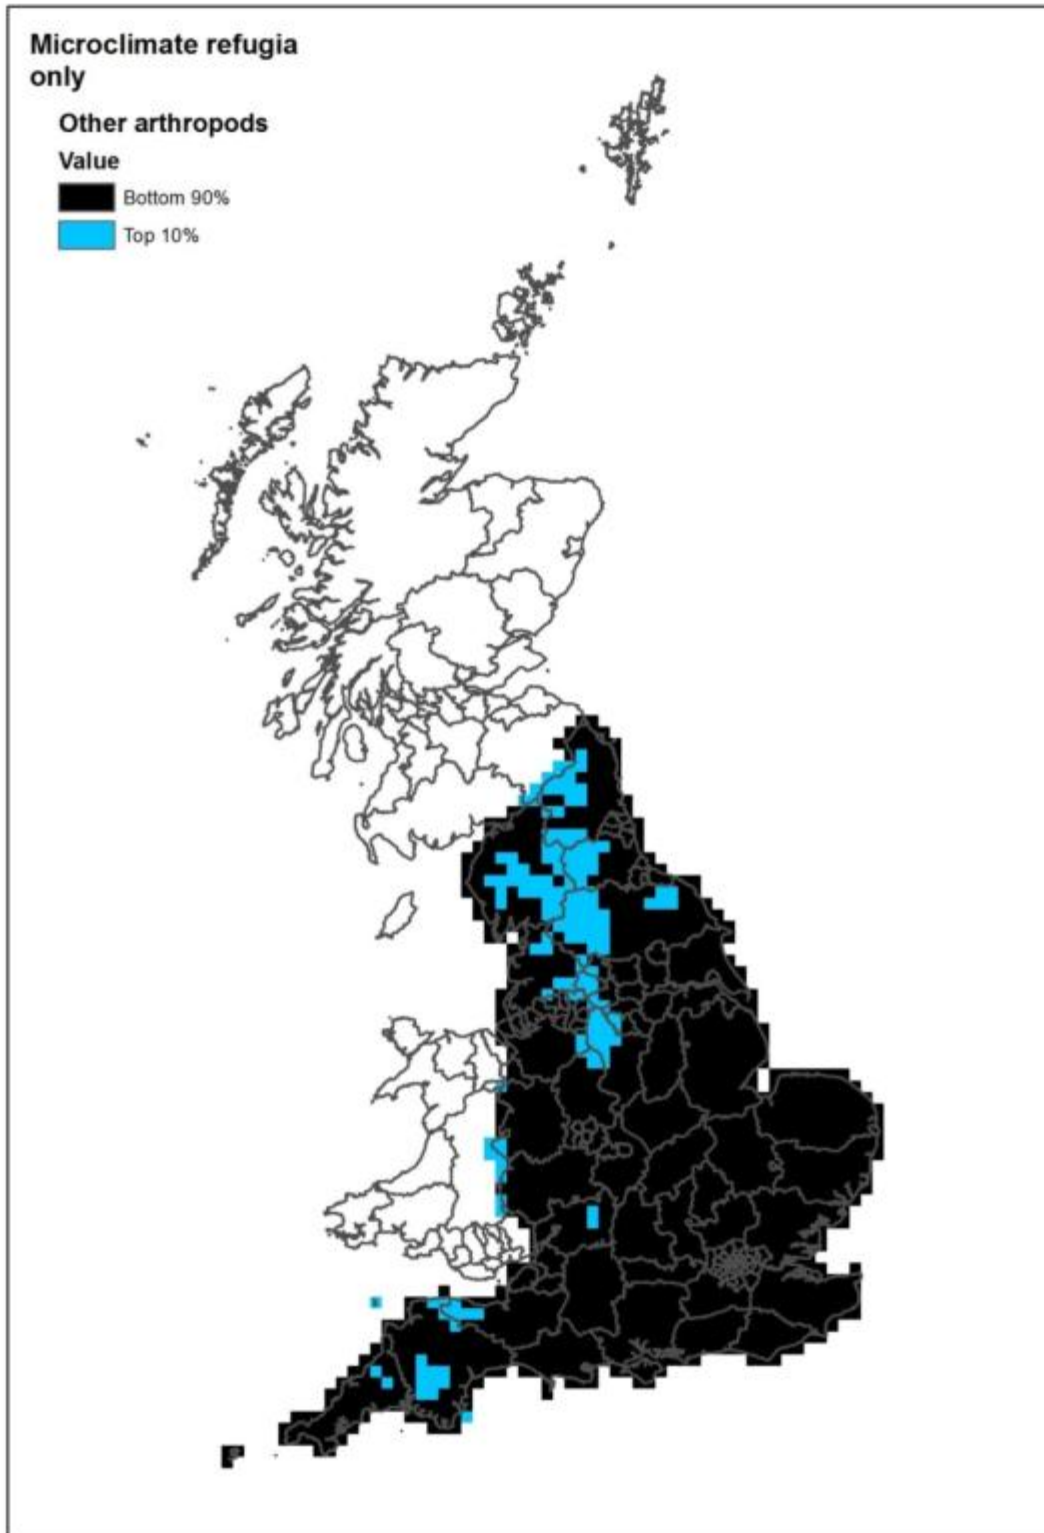 Microclimate refugia
only
Other arthropods
Value
Bottom 90%
Top 10%